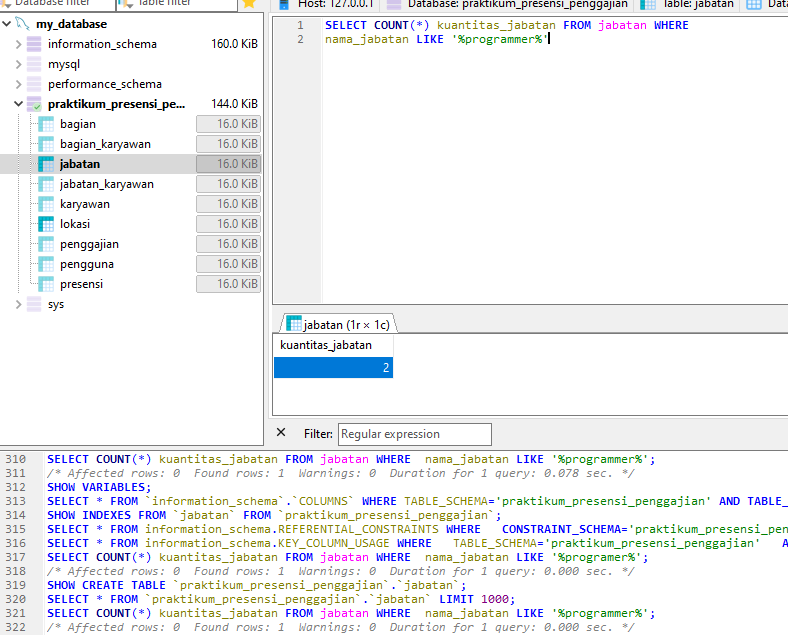 Database filter
Table filter
Host: 127.0.0.1
Database: praktikum_presensi_penggajian
Table: jabatan
my_database
information_schema 160.0 KiB
mysql
performance_schema
praktikum_presensi_pe... 144.0 KiB
bagian 16.0 KiB
bagian_karyawan 16.0 KiB
jabatan 16.0 KiB
jabatan_karyawan 16.0 KiB
karyawan 16.0 KiB
lokasi 16.0 KiB
penggajian 16.0 KiB
pengguna 16.0 KiB
presensi 16.0 KiB
sys
1 SELECT COUNT(*) kuantitas_jabatan FROM jabatan WHERE
2 nama_jabatan LIKE '%programmer%'
jabatan (1r × 1c)
kuantitas_jabatan
2
Filter: Regular expression
310 SELECT COUNT(*) kuantitas_jabatan FROM jabatan WHERE  nama_jabatan LIKE '%programmer%';
311 /* Affected rows: 0  Found rows: 1  Warnings: 0  Duration for 1 query: 0.078 sec. */
312 SHOW VARIABLES;
313 SELECT * FROM `information_schema`.`COLUMNS` WHERE TABLE_SCHEMA='praktikum_presensi_penggajian' AND TABLE_
314 SHOW INDEXES FROM `jabatan` FROM `praktikum_presensi_penggajian`;
315 SELECT * FROM information_schema.REFERENTIAL_CONSTRAINTS WHERE   CONSTRAINT_SCHEMA='praktikum_presensi_pen
316 SELECT * FROM information_schema.KEY_COLUMN_USAGE WHERE   TABLE_SCHEMA='praktikum_presensi_penggajian'   A
317 SELECT COUNT(*) kuantitas_jabatan FROM jabatan WHERE  nama_jabatan LIKE '%programer%';
318 /* Affected rows: 0  Found rows: 1  Warnings: 0  Duration for 1 query: 0.000 sec. */
319 SHOW CREATE TABLE `praktikum_presensi_penggajian`.`jabatan`;
320 SELECT * FROM `praktikum_presensi_penggajian`.`jabatan` LIMIT 1000;
321 SELECT COUNT(*) kuantitas_jabatan FROM jabatan WHERE  nama_jabatan LIKE '%programmer%';
322 /* Affected rows: 0  Found rows: 1  Warnings: 0  Duration for 1 query: 0.000 sec. */